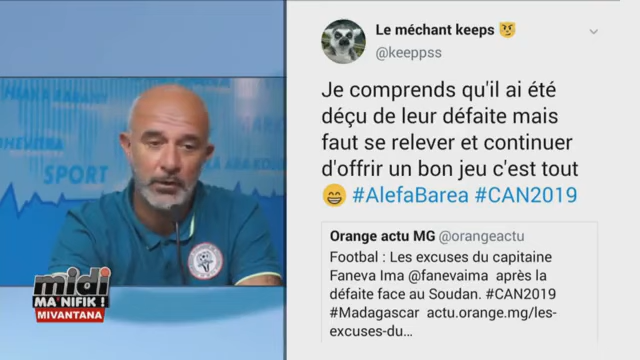 Le méchant keeps
@keeppss
Je comprends qu'il ai été
déçu de leur défaite mais
faut se relever et continuer
d'offrir un bon jeu c'est tout
#AlefaBarea #CAN2019
Orange actu MG @orangeactu
Footbal : Les excuses du capitaine
Faneva Ima @fanevaima après la
défaite face au Soudan. #CAN2019
#Madagascar actu.orange.mg/les-
excuses-du…
SPORT
midi
MA'NIFIK !
MIVANTANA